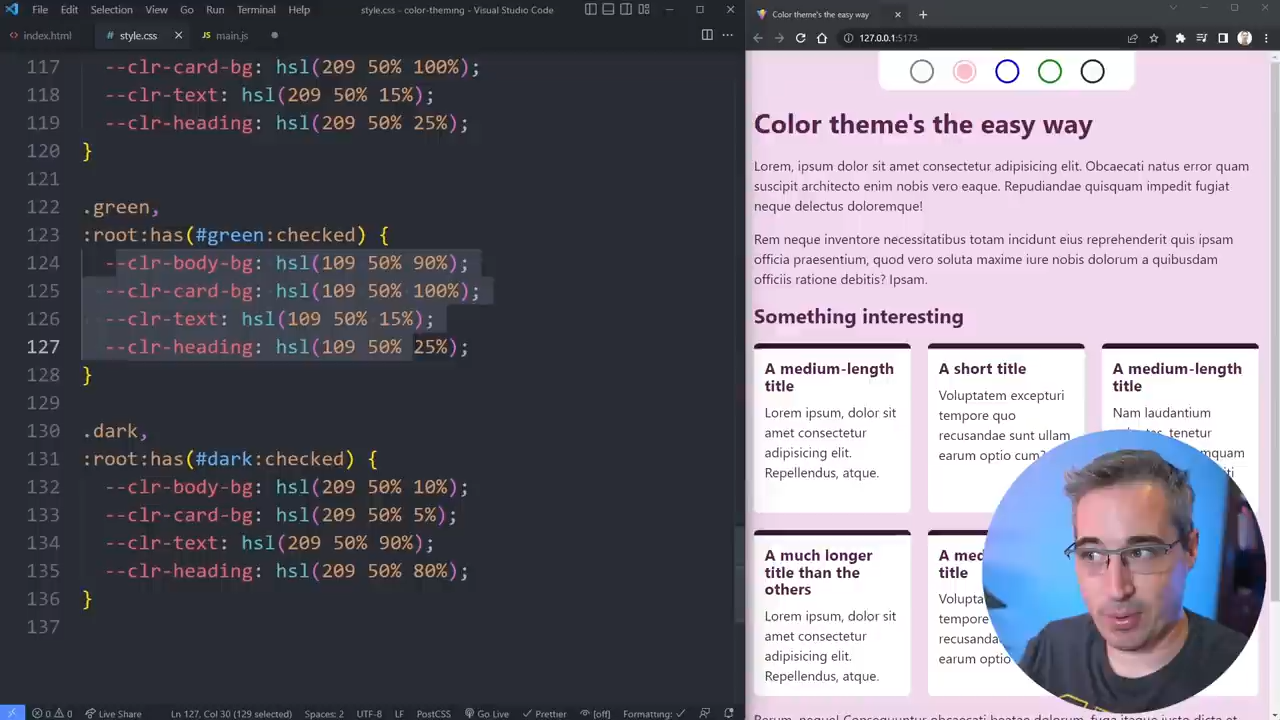 File Edit Selection View Go Run Terminal Help style.css - color-theming - Visual Studio Code
index.html
# style.css
JS main.js
117 --clr-card-bg: hsl(209 50% 100%);
118 --clr-text: hsl(209 50% 15%);
119 --clr-heading: hsl(209 50% 25%);
120 }
121
122 .green,
123 :root:has(#green:checked) {
124 --clr-body-bg: hsl(109 50% 90%);
125 --clr-card-bg: hsl(109 50% 100%);
126 --clr-text: hsl(109 50% 15%);
127 --clr-heading: hsl(109 50% 25%);
128 }
129
130 .dark,
131 :root:has(#dark:checked) {
132 --clr-body-bg: hsl(209 50% 10%);
133 --clr-card-bg: hsl(209 50% 5%);
134 --clr-text: hsl(209 50% 90%);
135 --clr-heading: hsl(209 50% 80%);
136 }
137
0 0 Live Share Ln 127, Col 30 (129 selected) Spaces: 2 UTF-8 LF PostCSS Go Live Prettier [off] Formatting:
Color theme's the easy way
127.0.0.1:5173
Color theme's the easy way
Lorem, ipsum dolor sit amet consectetur adipisicing elit. Obcaecati natus error quam
suscipit architecto enim nobis vero eaque. Repudiandae quisquam impedit fugiat
neque delectus doloremque!
Rem neque inventore necessitatibus totam incidunt eius reprehenderit quis ipsam
officia praesentium, quod vero soluta maxime iure nobis dolorum a quibusdam
officiis ratione debitis? Ipsam.
Something interesting
A medium-length
title
Lorem ipsum, dolor sit
amet consectetur
adipisicing elit.
Repellendus, atque.
A short title
Voluptatem excepturi
tempore quo
recusandae sunt ullam
earum optio cum?
A medium-length
title
Nam laudantium
tenetur
A much longer
title than the
others
Lorem ipsum, dolor sit
amet consectetur
adipisicing elit.
Repellendus, atque.
title
tempore
earum optio